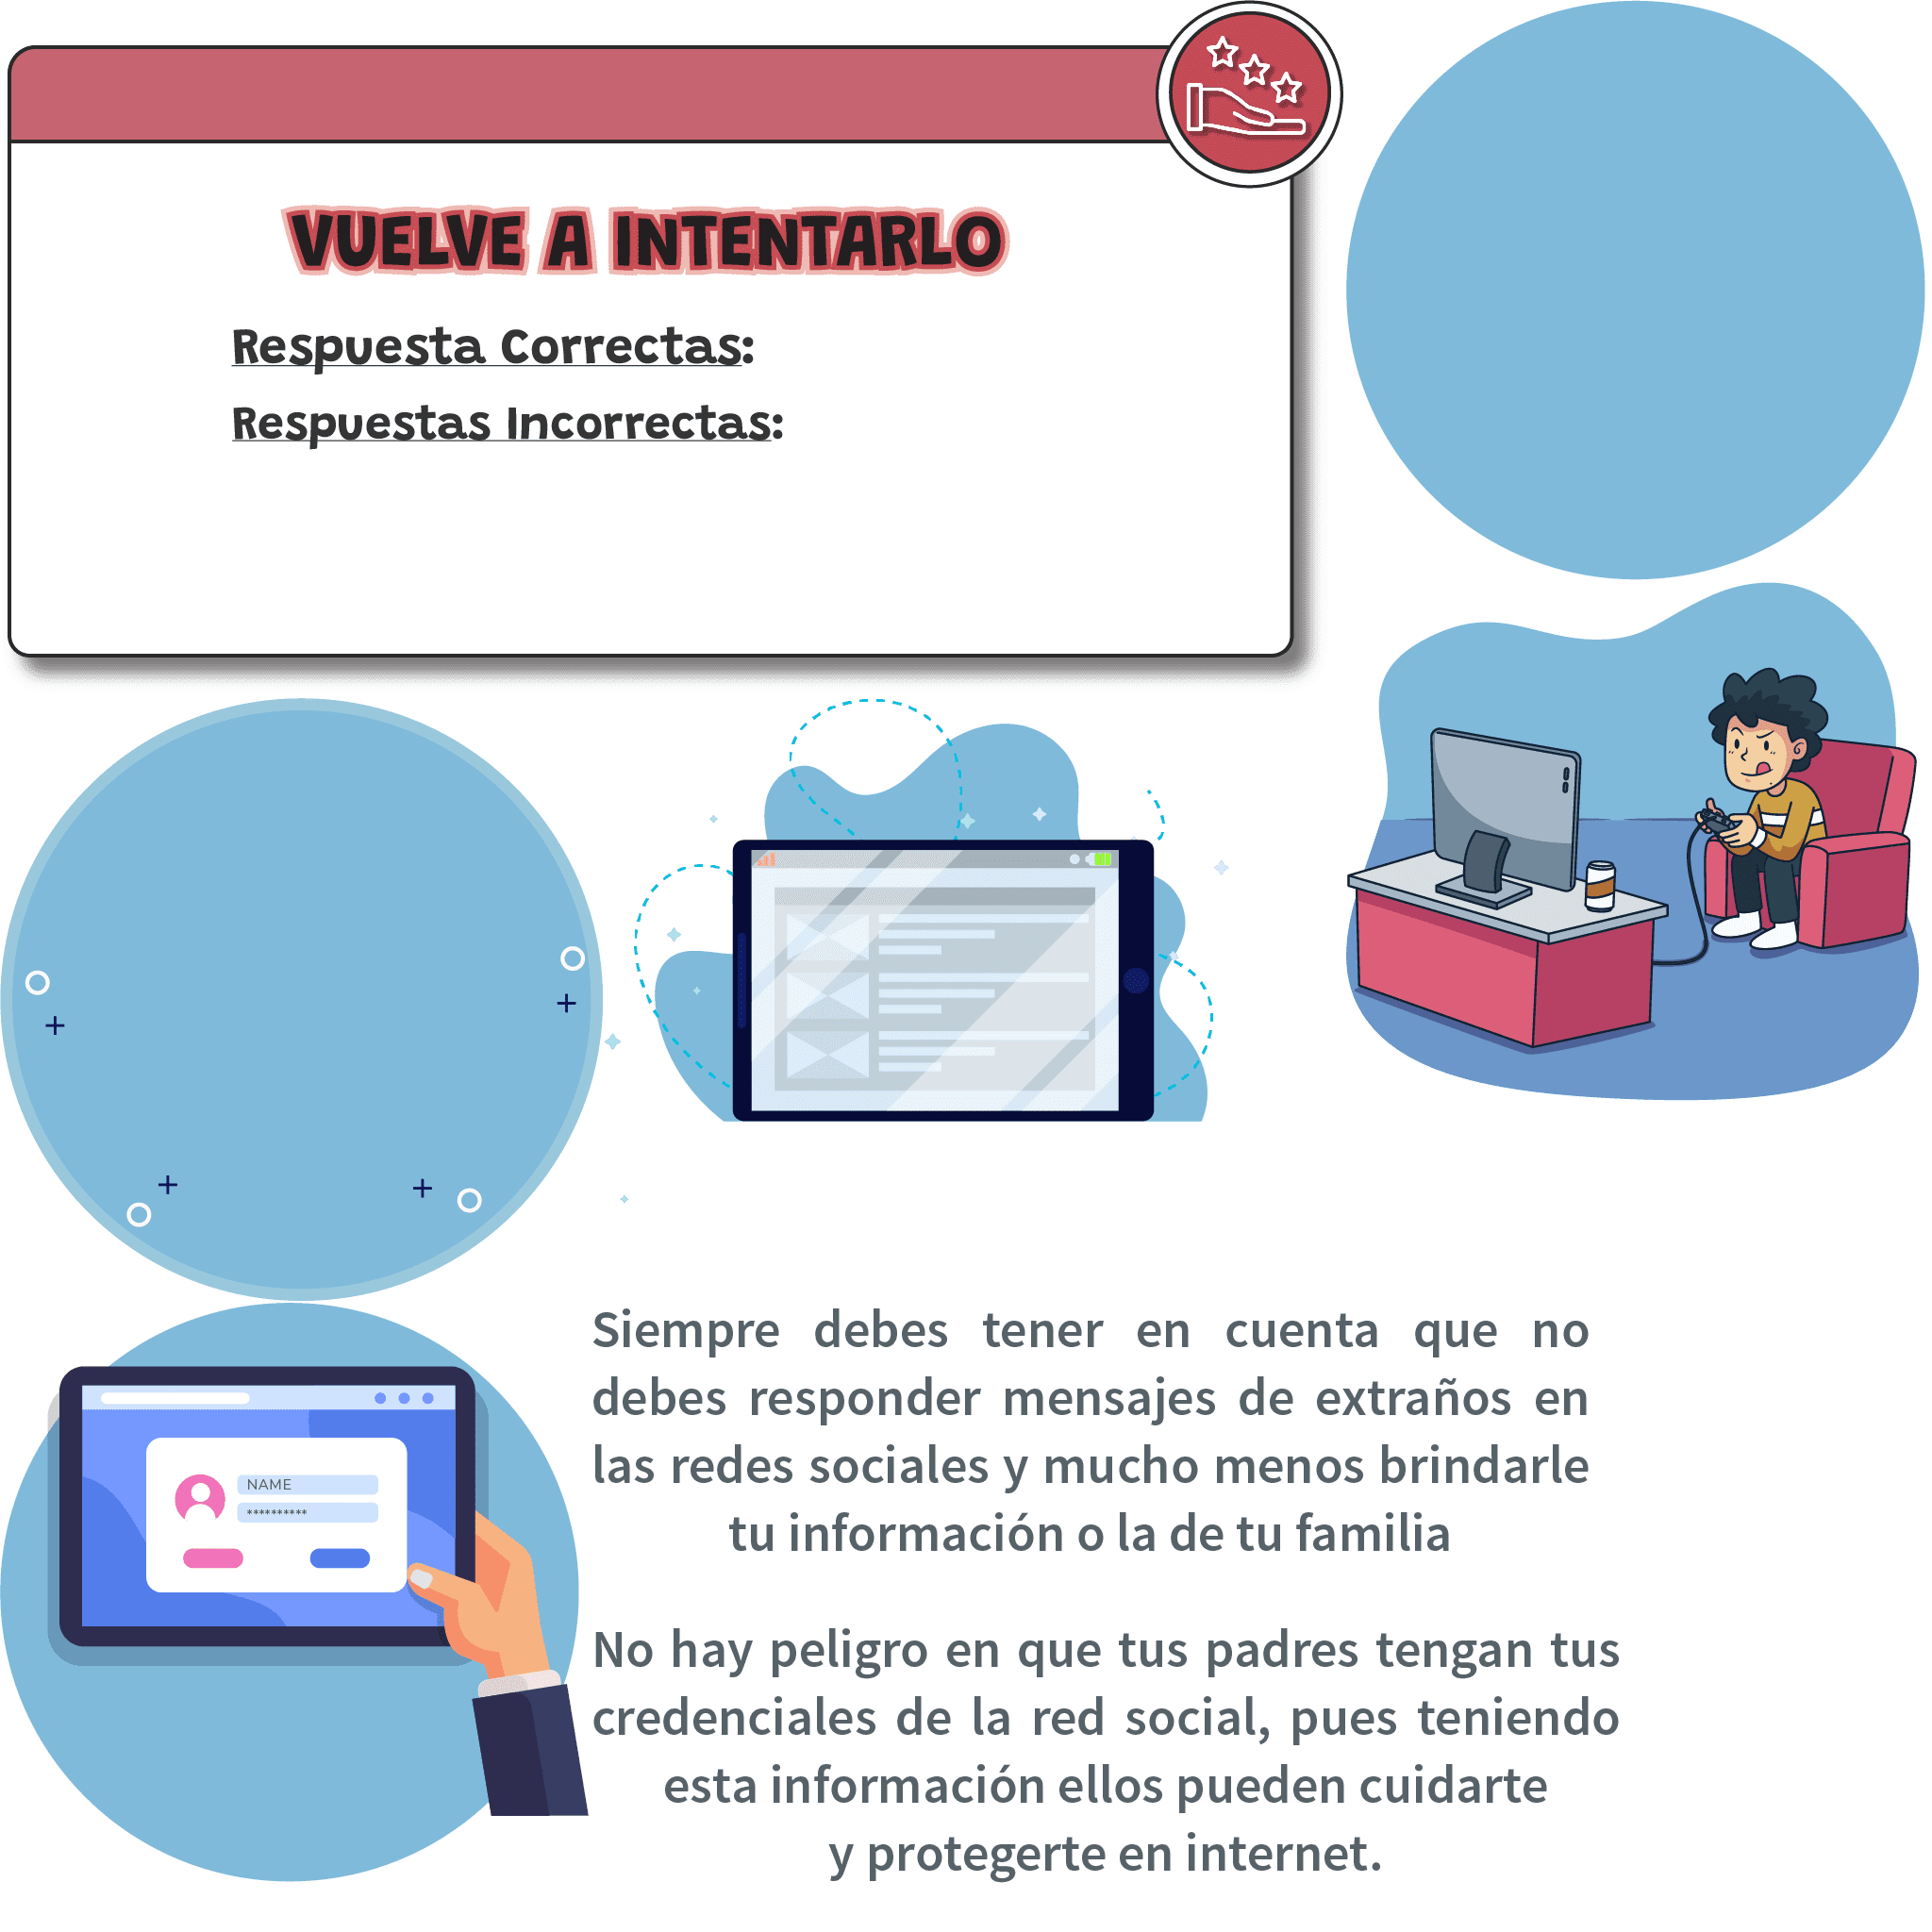 VUELVE A INTENTARLO
Respuesta Correctas:
Respuestas Incorrectas:
NAME
**********
Siempre debes tener en cuenta que no
debes responder mensajes de extraños en
las redes sociales y mucho menos brindarle
tu información o la de tu familia
No hay peligro en que tus padres tengan tus
credenciales de la red social, pues teniendo
esta información ellos pueden cuidarte
y protegerte en internet.